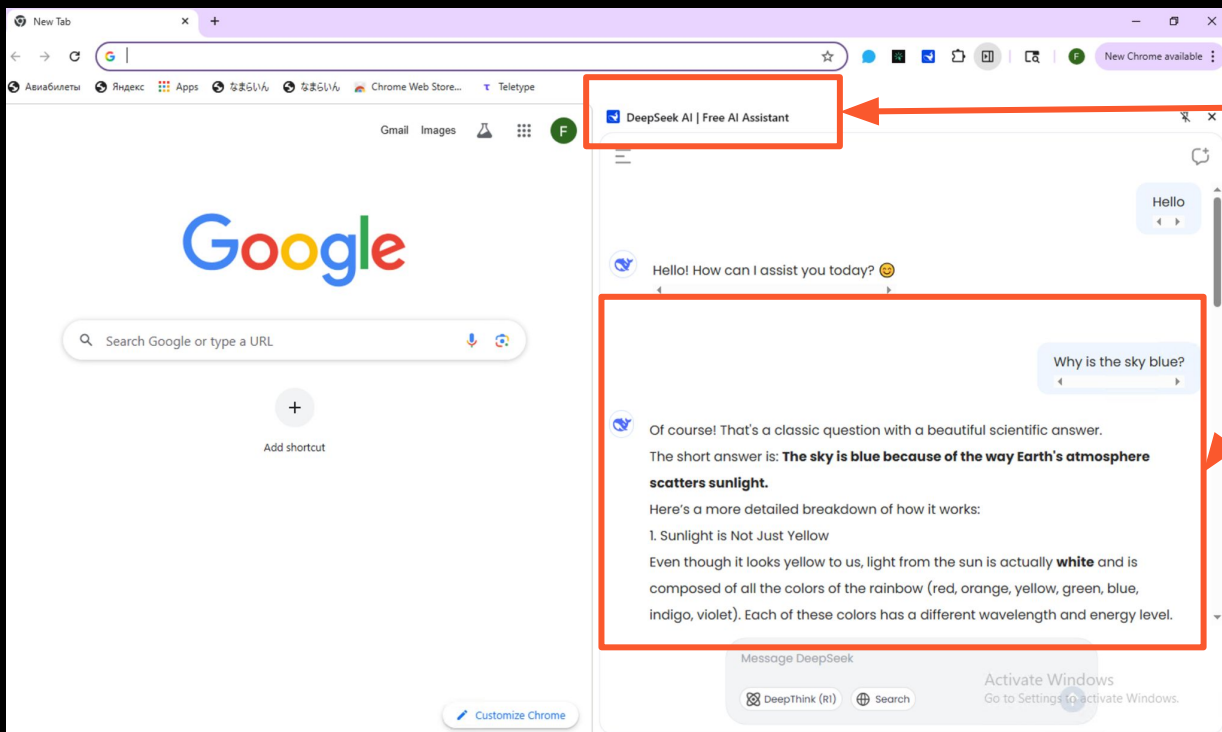 New Tab
New Chrome available
Авиабилеты Яндекс Apps なまらいん なまらいん Chrome Web Store... Teletype
Gmail Images F
Google
Search Google or type a URL
Add shortcut
Customize Chrome
DeepSeek AI | Free AI Assistant
Hello
Hello! How can I assist you today? 😊
Why is the sky blue?
Of course! That's a classic question with a beautiful scientific answer.
The short answer is: The sky is blue because of the way Earth's atmosphere
scatters sunlight.
Here's a more detailed breakdown of how it works:
1. Sunlight is Not Just Yellow
Even though it looks yellow to us, light from the sun is actually white and is
composed of all the colors of the rainbow (red, orange, yellow, green, blue,
indigo, violet). Each of these colors has a different wavelength and energy level.
Message DeepSeek
DeepThink (R1) Search
Activate Windows
Go to Settings to activate Windows.